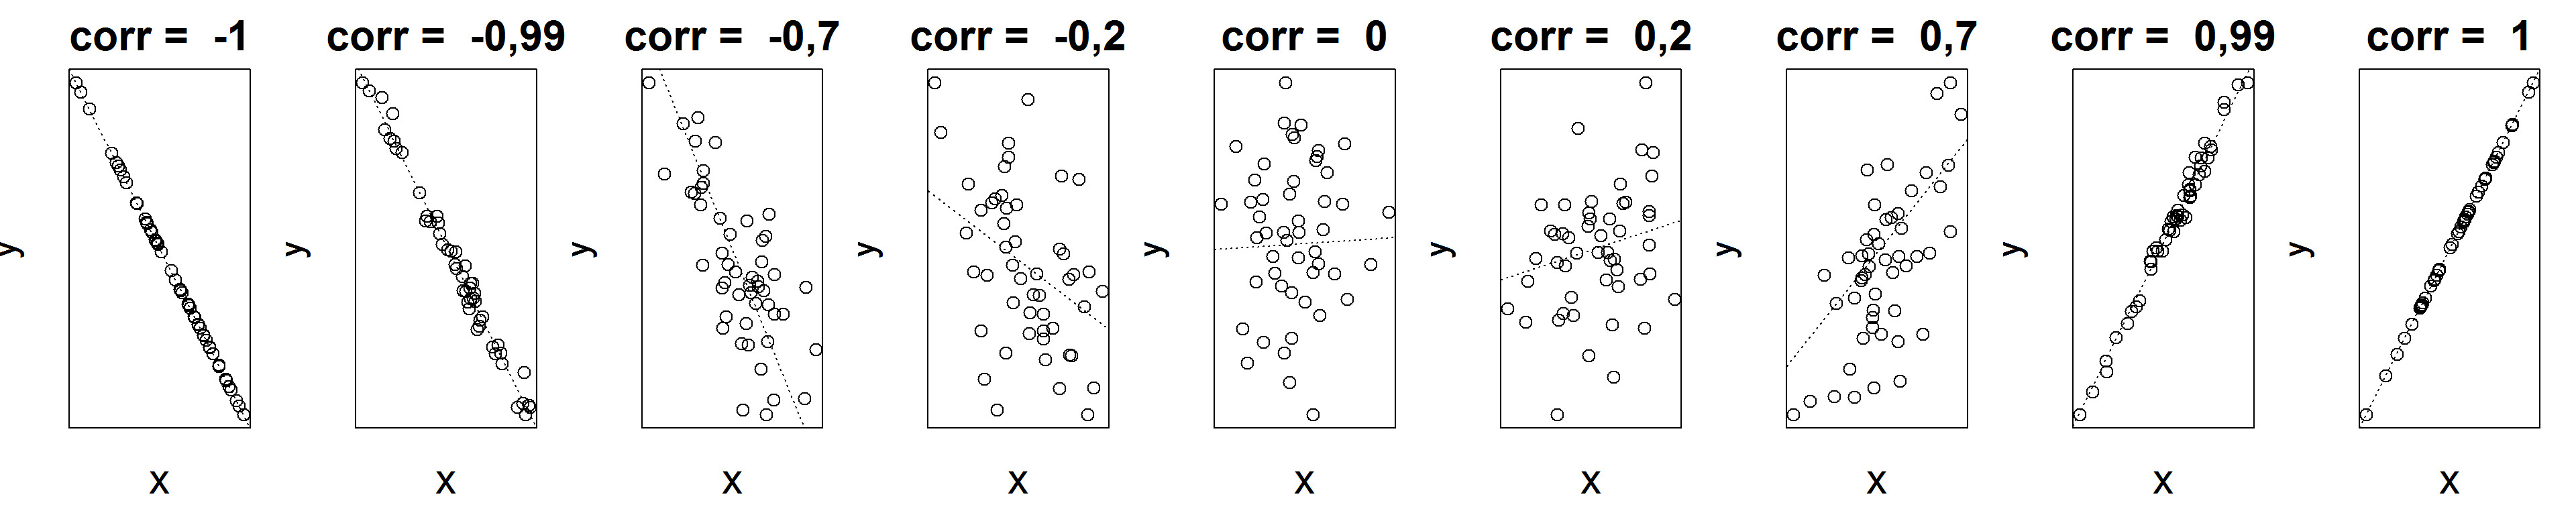 corr = -1
corr = -0,99
corr = -0,7
corr = -0,2
corr = 0
corr = 0,2
corr = 0,7
corr = 0,99
corr = 1
y
y
y
y
y
y
y
y
y
x
x
x
x
x
x
x
x
x